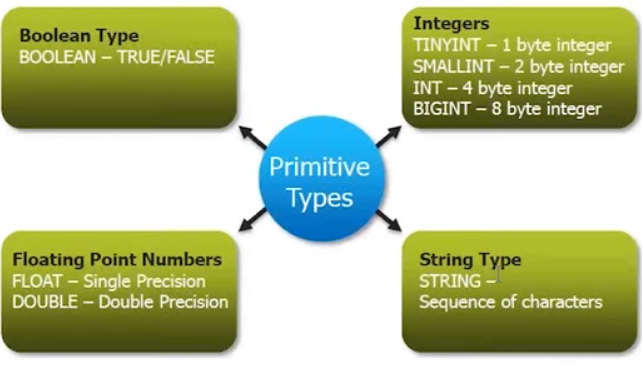 Boolean Type
BOOLEAN – TRUE/FALSE
Integers
TINYINT – 1 byte integer
SMALLINT – 2 byte integer
INT – 4 byte integer
BIGINT – 8 byte integer
Primitive
Types
Floating Point Numbers
FLOAT – Single Precision
DOUBLE – Double Precision
String Type
STRING –
Sequence of characters